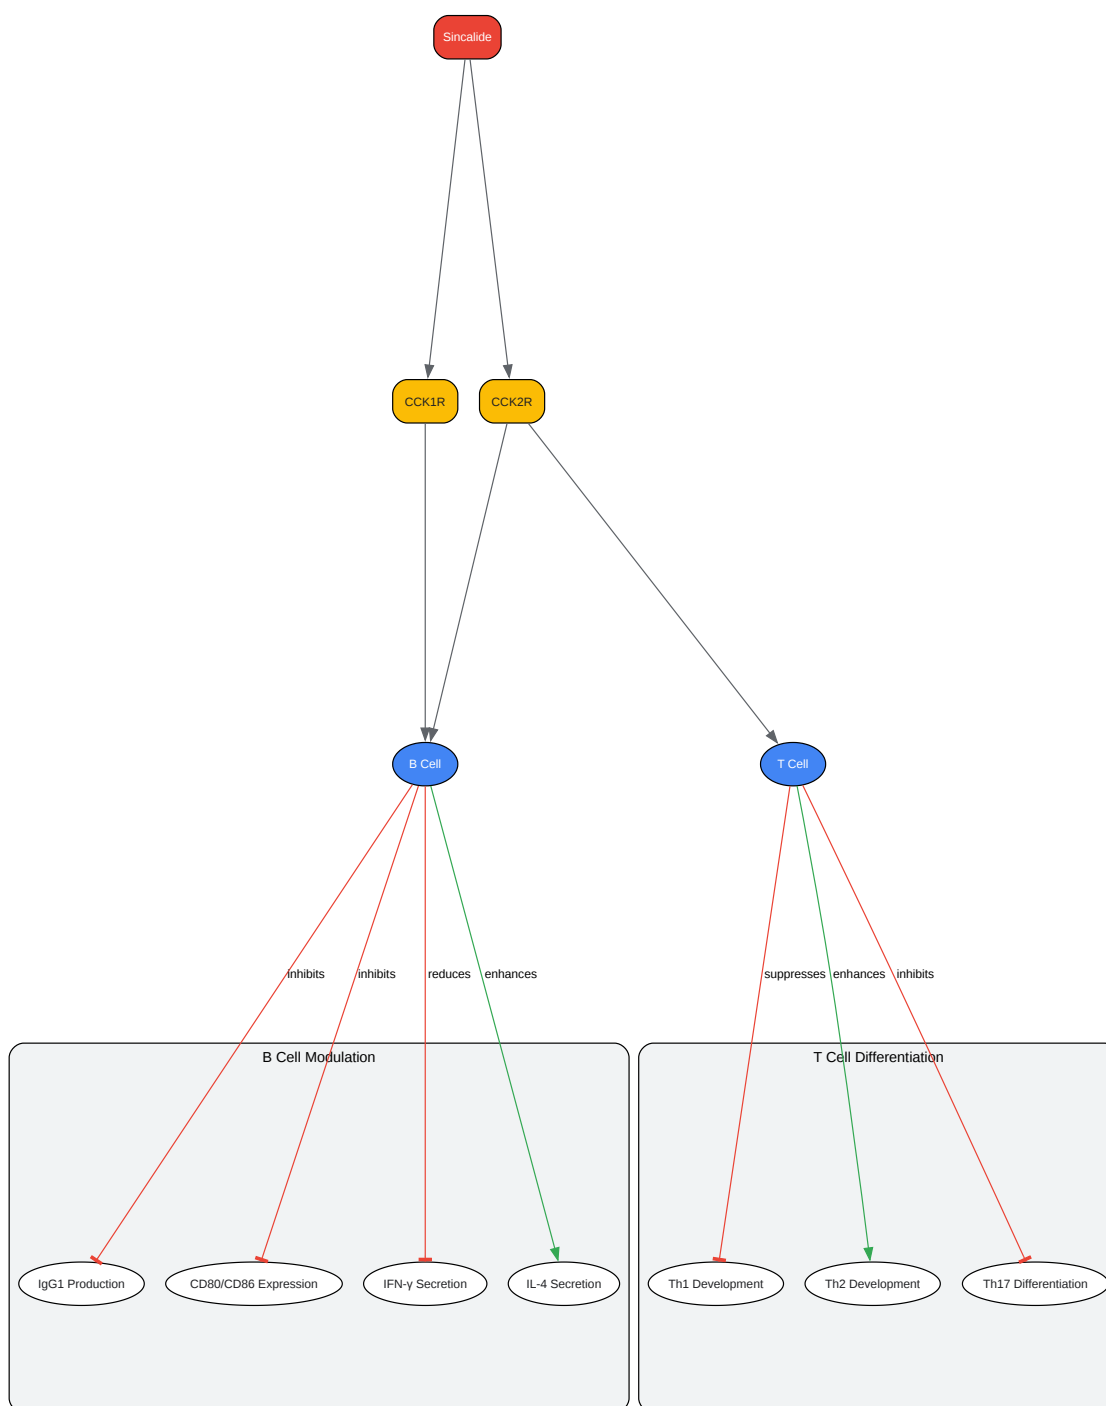 Sincalide
CCK1R
CCK2R
B Cell
T Cell
inhibits
inhibits
reduces
enhances
suppresses
enhances
inhibits
B Cell Modulation
T Cell Differentiation
IgG1 Production
CD80/CD86 Expression
IFN-γ Secretion
IL-4 Secretion
Th1 Development
Th2 Development
Th17 Differentiation